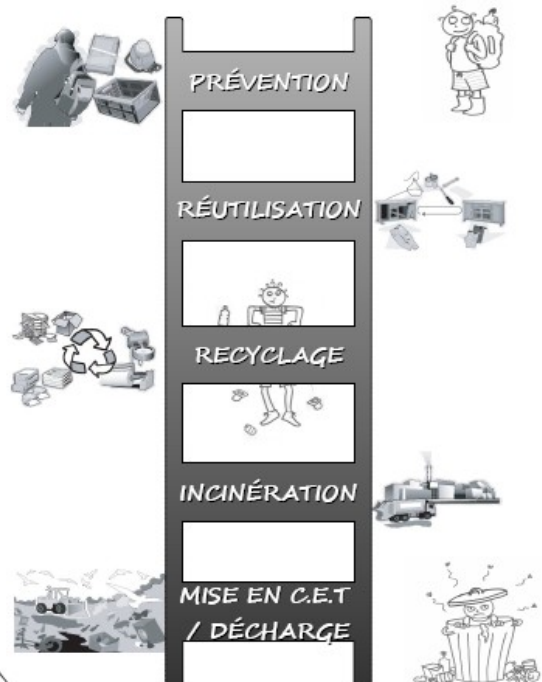 PRÉVENTION
RÉUTILISATION
RECYCLAGE
INCINÉRATION
MISE EN C.E.T
/ DÉCHARGE